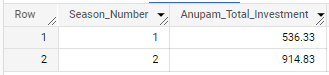 Row Season_Number Anupam_Total_Investment
1 1 536.33
2 2 914.83